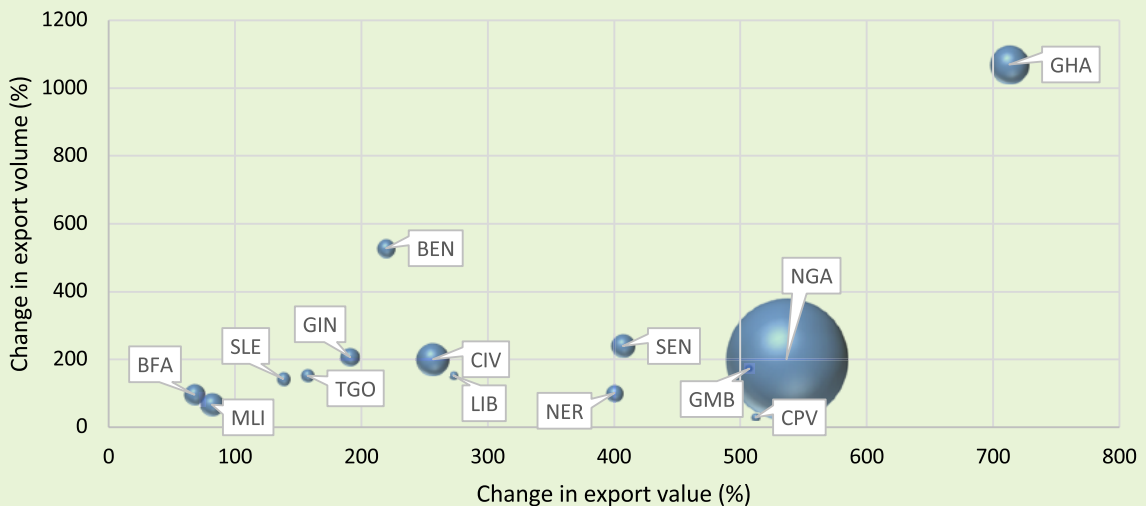 1200
1000
800
600
400
200
0
Change in export volume (%)
GHA
BEN
NGA
GIN
SLE
SEN
BFA
CIV
TGO
GMB
LIB
NER
MLI
CPV
0 100 200 300 400 500 600 700 800
Change in export value (%)